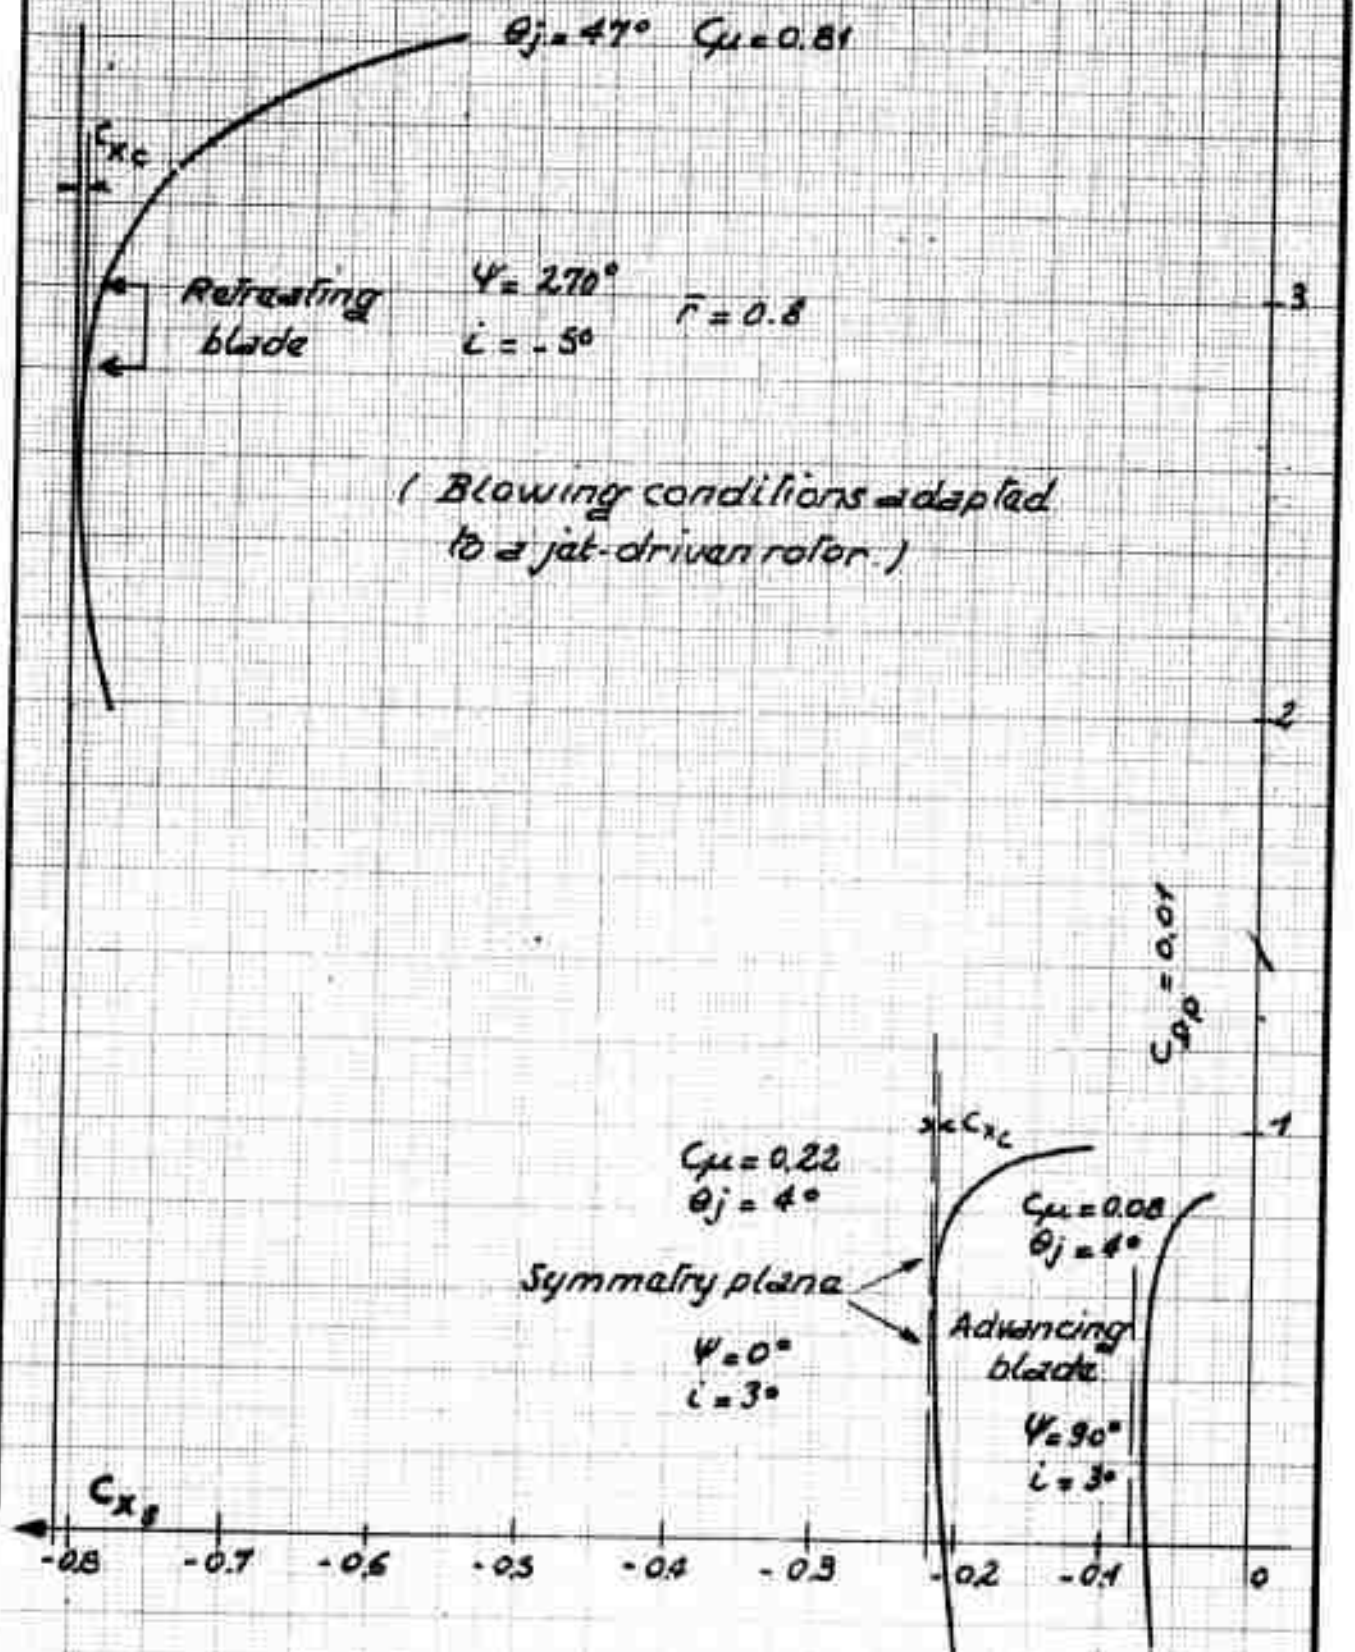 θj = 47° Cμ = 0.81
Cxc
Retreating
blade
Ψ = 270°
i = -5°
r̄ = 0.8
3
( Blowing conditions adapted
to a jet-driven rotor. )
2
= 0.01
Cxc
1
Cμ = 0.22
θj = 4°
Cμ = 0.08
θj = 4°
Symmetry plane
Ψ = 0°
i = 3°
Advancing
blade
Ψ = 90°
i = 3°
Cxs
-0.8 -0.7 -0.6 -0.5 -0.4 -0.3 -0.2 -0.1 0